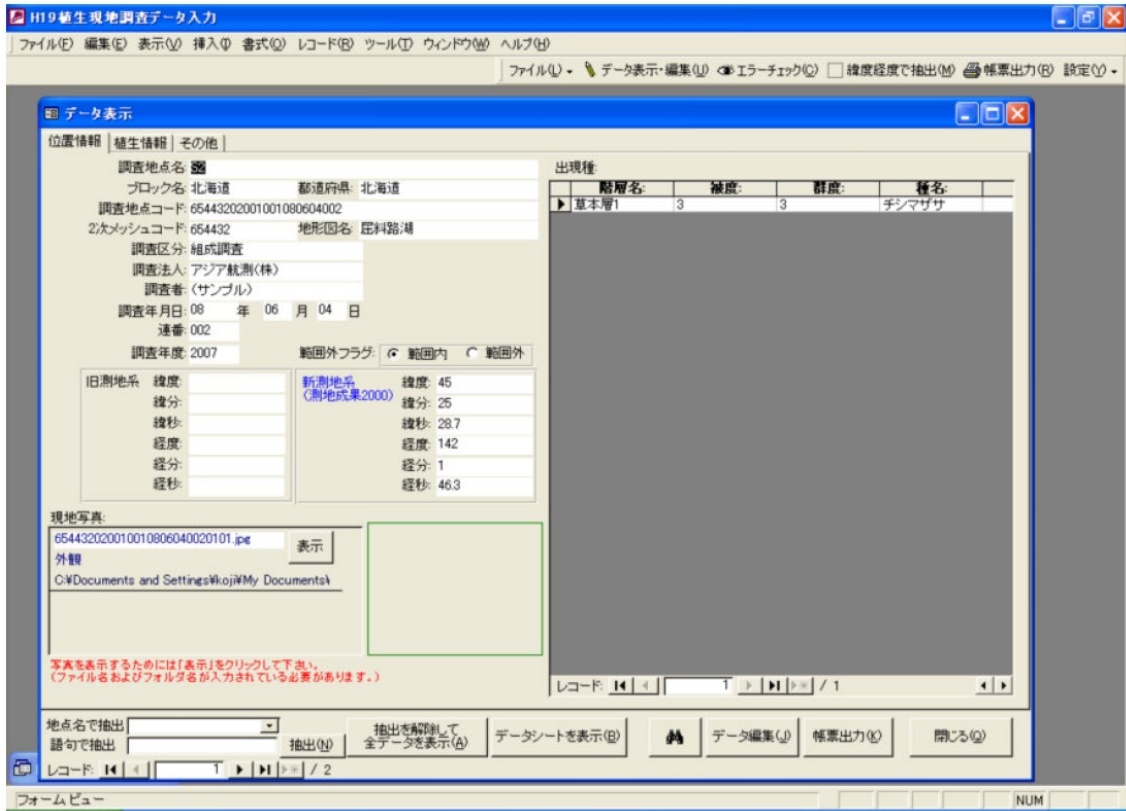 H19植生現地調査データ入力
ファイル(F) 編集(E) 表示(V) 挿入(I) 書式(O) レコード(R) ツール(T) ウィンドウ(W) ヘルプ(H)
ファイル(L) データ表示・編集(U) エラーチェック(C) 緯度経度で抽出(M) 帳票出力(R) 設定(Y)
データ表示
位置情報 植生情報 その他
調査地点名:
ブロック名: 北海道 都道府県: 北海道
調査地点コード: 65443202001001080604002
2次メッシュコード: 654432 地形図名: 屈斜路湖
調査区分: 組成調査
調査法人: アジア航測(株)
調査者: (サンプル)
調査年月日: 08 年 06 月 04 日
連番: 002
調査年度: 2007 範囲外フラグ: 範囲内 範囲外
旧測地系 緯度:
緯分:
緯秒:
経度:
経分:
経秒:
新測地系 緯度: 45
(測地成果2000) 緯分: 25
緯秒: 28.7
経度: 142
経分: 1
経秒: 46.3
現地写真:
654432020010010806040020101.jpg
表示
外観
C:¥Documents and Settings¥koji¥My Documents¥
写真を表示するためには「表示」をクリックして下さい。
(ファイル名およびフォルダ名が入力されている必要があります。)
出現種:
階層名: 被度: 群度: 種名:
草本層1 3 3 チシマザサ
レコード: 1 / 1
地点名で抽出
語句で抽出 抽出(N)
抽出を解除して
全データを表示(A)
データシートを表示(B) データ編集(J) 帳票出力(K) 閉じる(Q)
レコード: 1 / 2
フォーム ビュー NUM